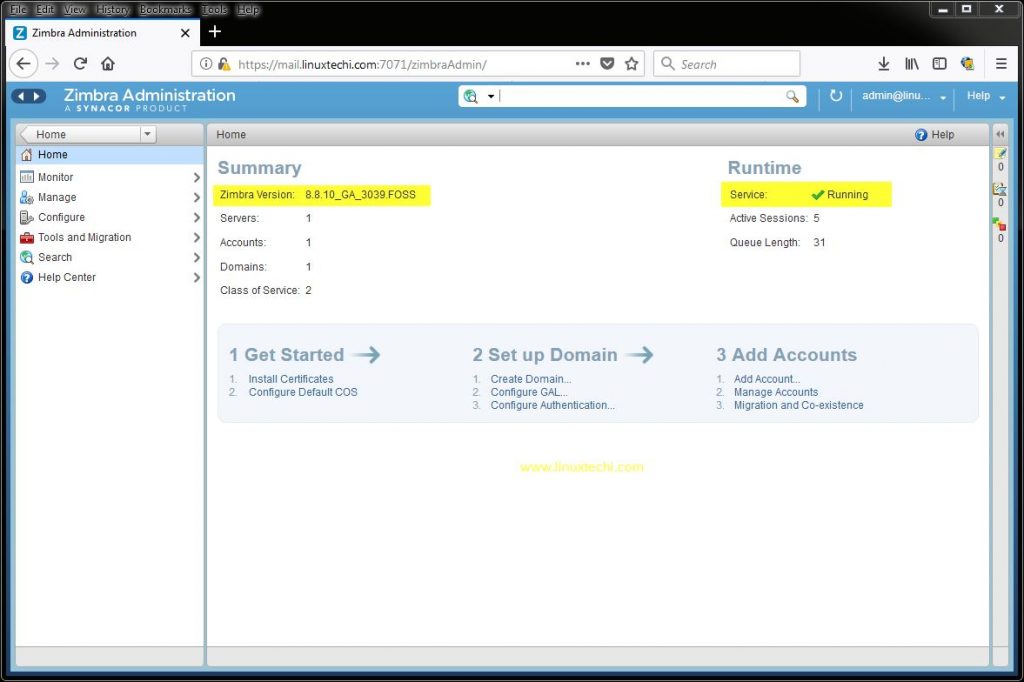 File Edit View History Bookmarks Tools Help
Zimbra Administration
https://mail.linuxtechi.com:7071/zimbraAdmin/
Search
Zimbra Administration
A SYNACOR PRODUCT
admin@linu...
Help
Home
Home
Help
Home
Monitor
Manage
Configure
Tools and Migration
Search
Help Center
Summary
Zimbra Version: 8.8.10_GA_3039.FOSS
Servers: 1
Accounts: 1
Domains: 1
Class of Service: 2
Runtime
Service: Running
Active Sessions: 5
Queue Length: 31
0
0
0
1 Get Started
1. Install Certificates
2. Configure Default COS
2 Set up Domain
1. Create Domain...
2. Configure GAL...
3. Configure Authentication...
3 Add Accounts
1. Add Account...
2. Manage Accounts
3. Migration and Co-existence
www.linuxtechi.com